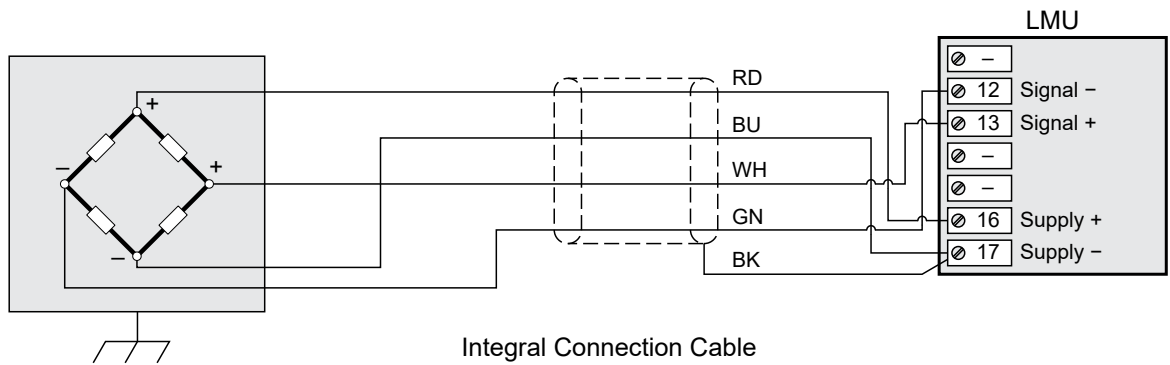 LMU
–
RD
12 Signal −
+
BU
13 Signal +
–
–
+
WH
–
GN
16 Supply +
–
BK
17 Supply −
Integral Connection Cable